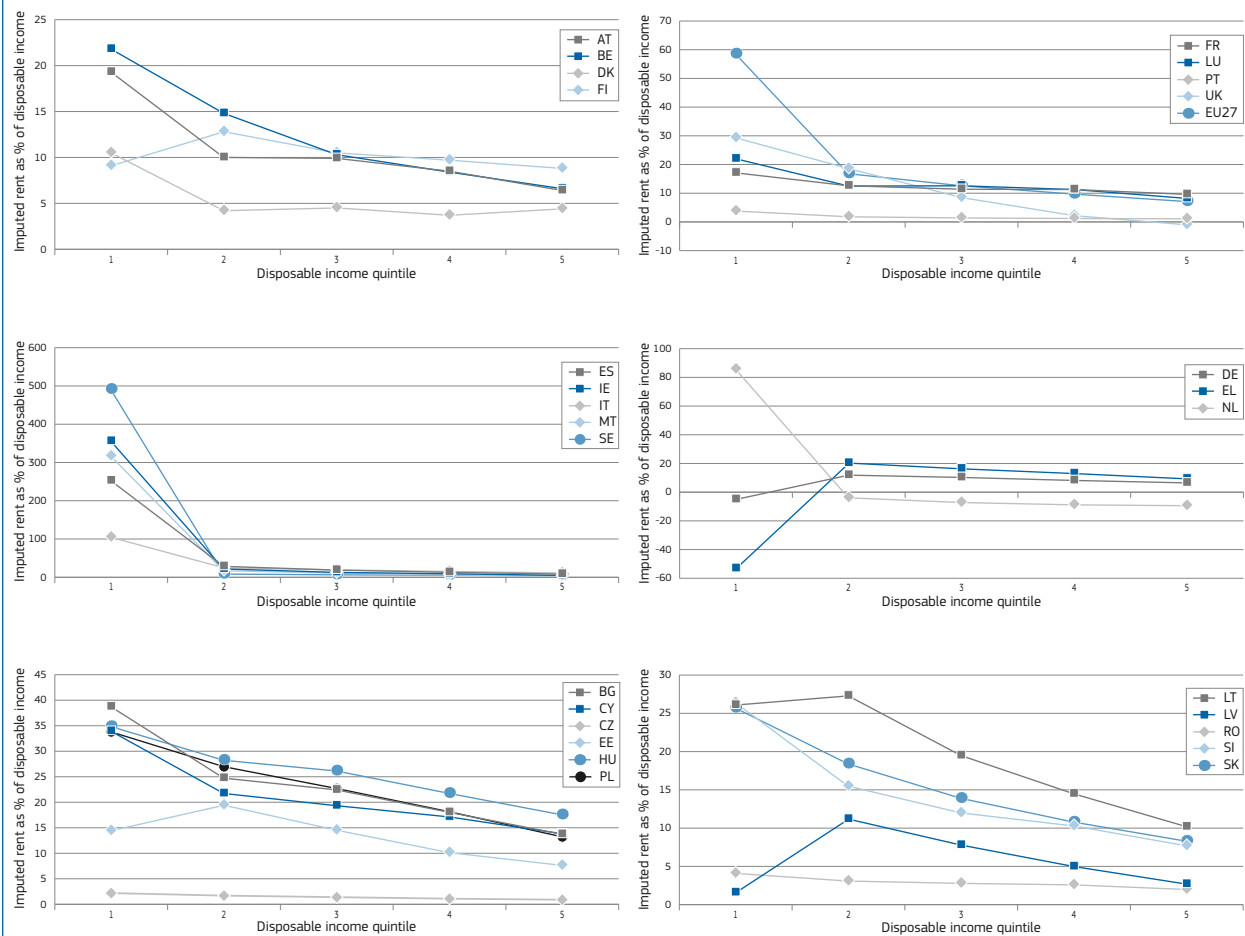 Imputed rent as % of disposable income
25
20
15
10
5
0
1 2 3 4 5
Disposable income quintile
AT
BE
DK
FI
Imputed rent as % of disposable income
70
60
50
40
30
20
10
0
-10
1 2 3 4 5
Disposable income quintile
FR
LU
PT
UK
EU27
Imputed rent as % of disposable income
600
500
400
300
200
100
0
1 2 3 4 5
Disposable income quintile
ES
IE
IT
MT
SE
Imputed rent as % of disposable income
100
80
60
40
20
0
-20
-40
-60
1 2 3 4 5
Disposable income quintile
DE
EL
NL
Imputed rent as % of disposable income
45
40
35
30
25
20
15
10
5
0
1 2 3 4 5
Disposable income quintile
BG
CY
CZ
EE
HU
PL
Imputed rent as % of disposable income
30
25
20
15
10
5
0
1 2 3 4 5
Disposable income quintile
LT
LV
RO
SI
SK